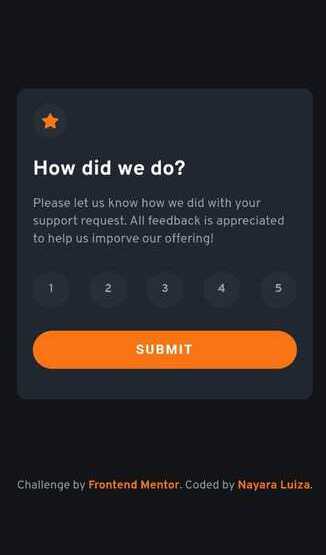 How did we do?
Please let us know how we did with your
support request. All feedback is appreciated
to help us imporve our offering!
1 2 3 4 5
SUBMIT
Challenge by Frontend Mentor. Coded by Nayara Luiza.